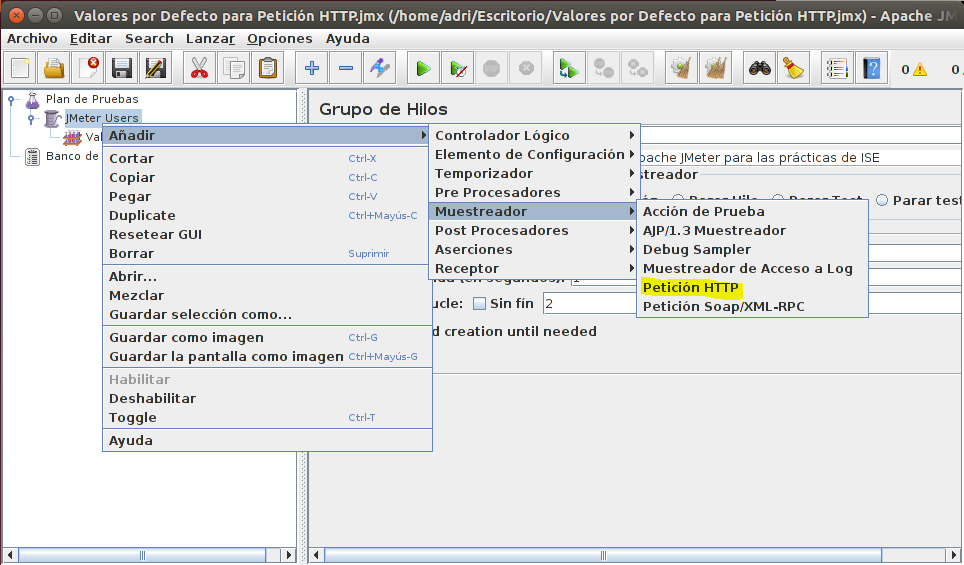 Valores por Defecto para Petición HTTP.jmx (/home/adri/Escritorio/Valores por Defecto para Petición HTTP.jmx) - Apache JM
Archivo Editar Search Lanzar Opciones Ayuda
0 0
Plan de Pruebas
JMeter Users
Val
Banco de
Grupo de Hilos
Añadir
Cortar Ctrl-X
Copiar Ctrl-C
Pegar Ctrl-V
Duplicate Ctrl+Mayús-C
Resetear GUI
Borrar Suprimir
Abrir...
Mezclar
Guardar selección como...
Guardar como imagen Ctrl-G
Guardar la pantalla como imagen Ctrl+Mayús-G
Habilitar
Deshabilitar
Toggle Ctrl-T
Ayuda
Controlador Lógico
Elemento de Configuración
Temporizador
Pre Procesadores
Muestreador
Post Procesadores
Aserciones
Receptor
pache JMeter para las prácticas de ISE
streador
Parar test
Acción de Prueba
AJP/1.3 Muestreador
Debug Sampler
Muestreador de Acceso a Log
Petición HTTP
Petición Soap/XML-RPC
(en segundos):
ucle: Sin fín 2
d creation until needed